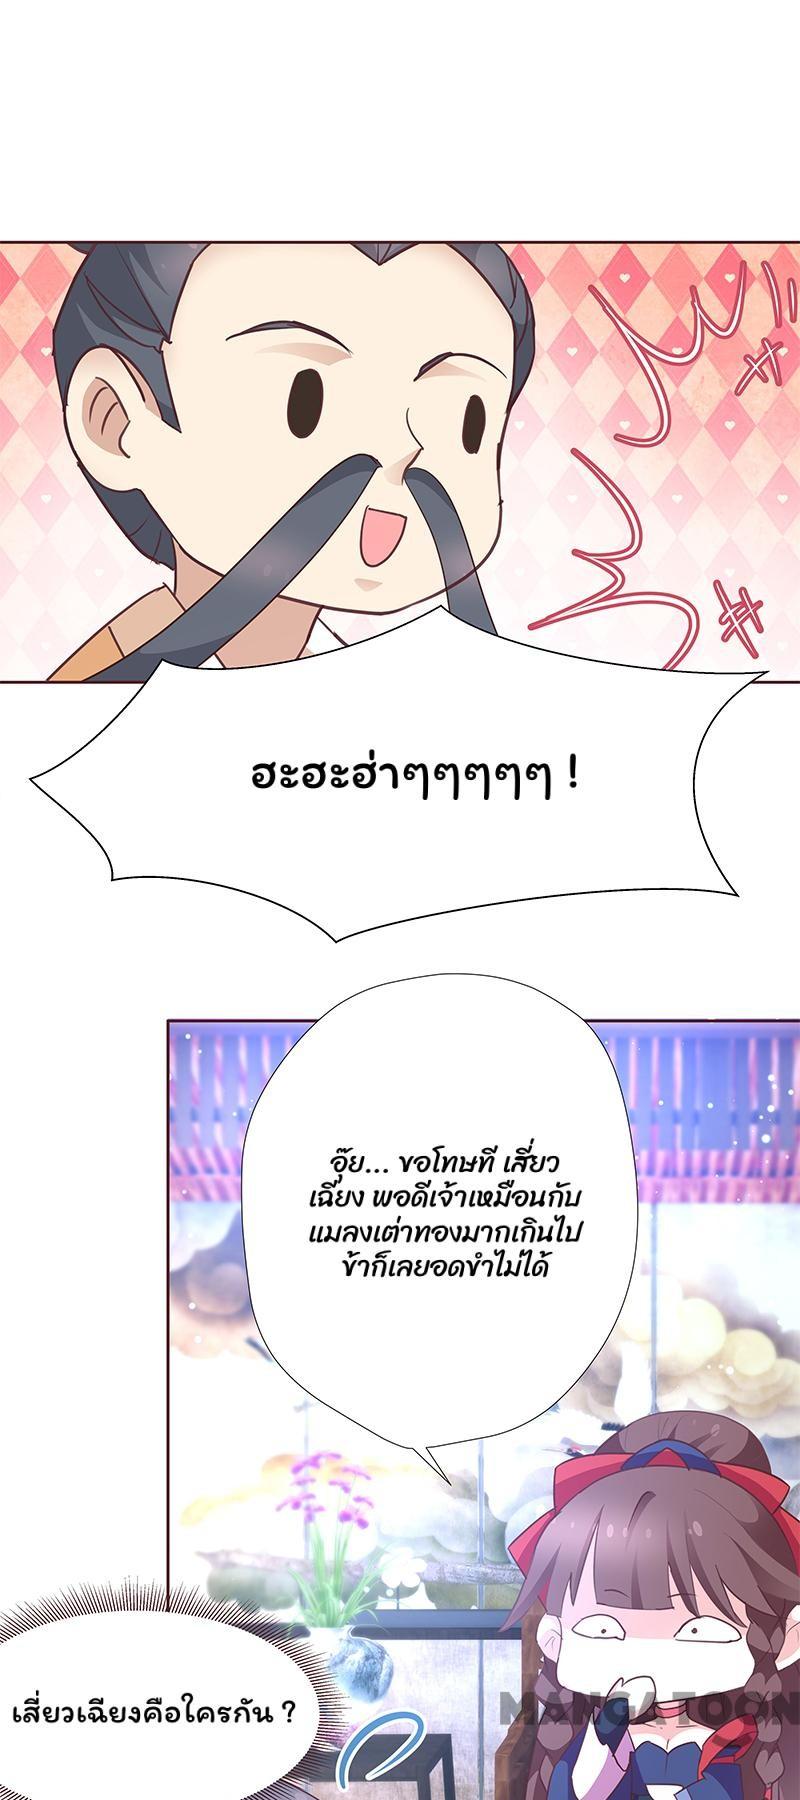 ฮะฮะฮ่าๆๆๆๆๆ !
อุ๊ย... ขอโทษที เสี่ยว
เฉียง พอดีเจ้าเหมือนกับ
แมลงเต่าทองมากเกินไป
ข้าก็เลยอดขำไม่ได้
เสี่ยวเฉียงคือใครกัน ?
MANGATOON